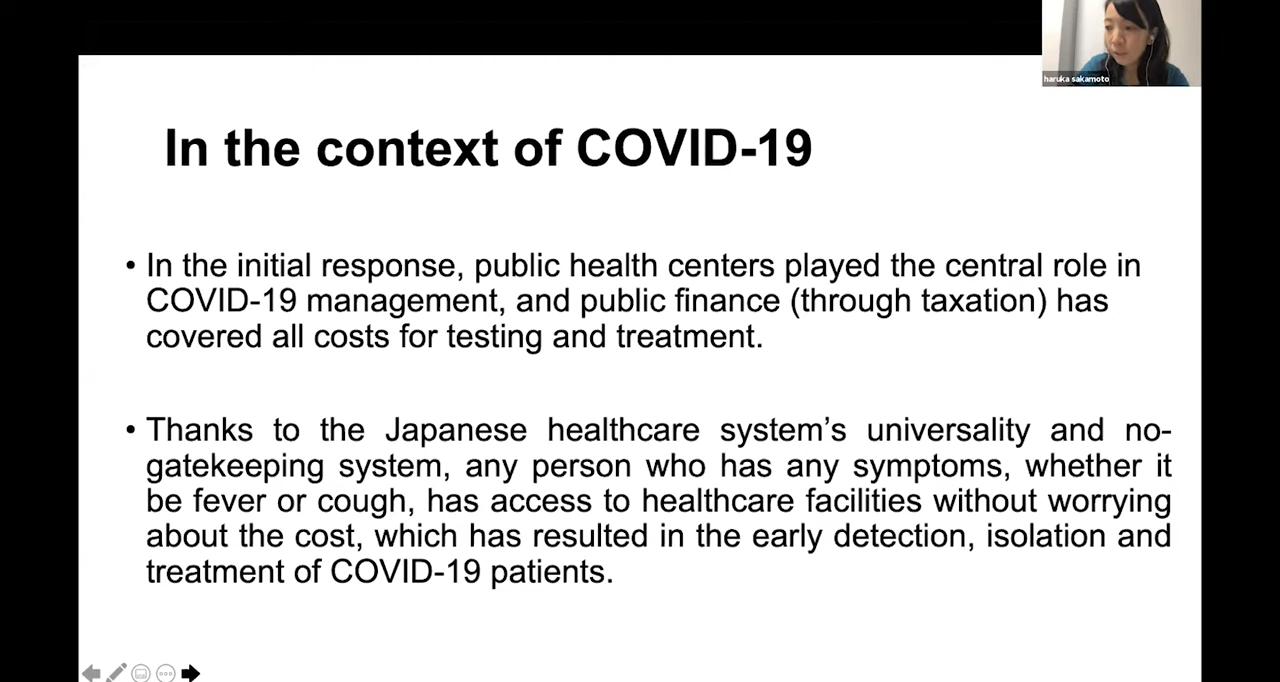 haruka sakamoto
In the context of COVID-19
• In the initial response, public health centers played the central role in
COVID-19 management, and public finance (through taxation) has
covered all costs for testing and treatment.
• Thanks to the Japanese healthcare system’s universality and no-
gatekeeping system, any person who has any symptoms, whether it
be fever or cough, has access to healthcare facilities without worrying
about the cost, which has resulted in the early detection, isolation and
treatment of COVID-19 patients.